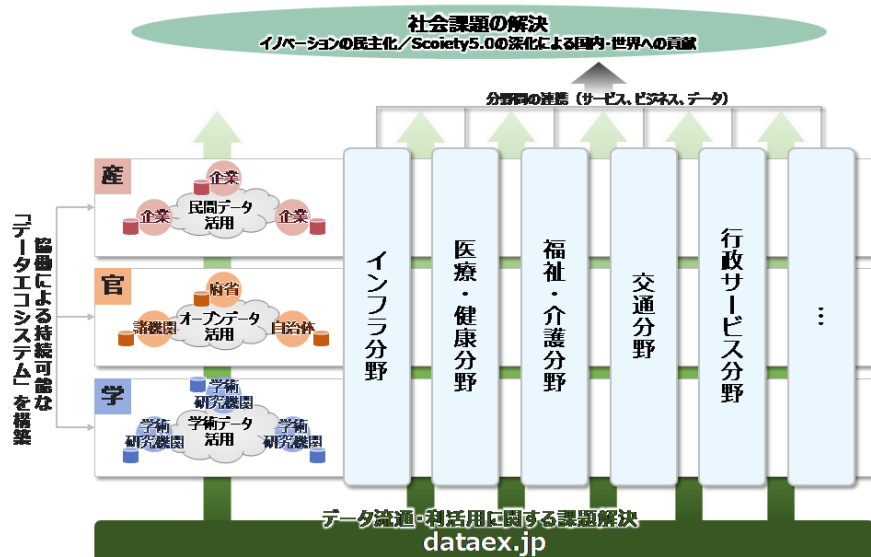 社会課題の解決
イノベーションの民主化／Scoiety5.0の深化による国内・世界への貢献
分野間の連携（サービス、ビジネス、データ）
協働による持続可能な
「データエコシステム」を構築
産
企業
企業
企業
民間データ
活用
官
府省
諸機関
自治体
オープンデータ
活用
学
学術
研究機関
学術
研究機関
学術
研究機関
学術データ
活用
インフラ分野
医療・健康分野
福祉・介護分野
交通分野
行政サービス分野
…
データ流通・利活用に関する課題解決
dataex.jp